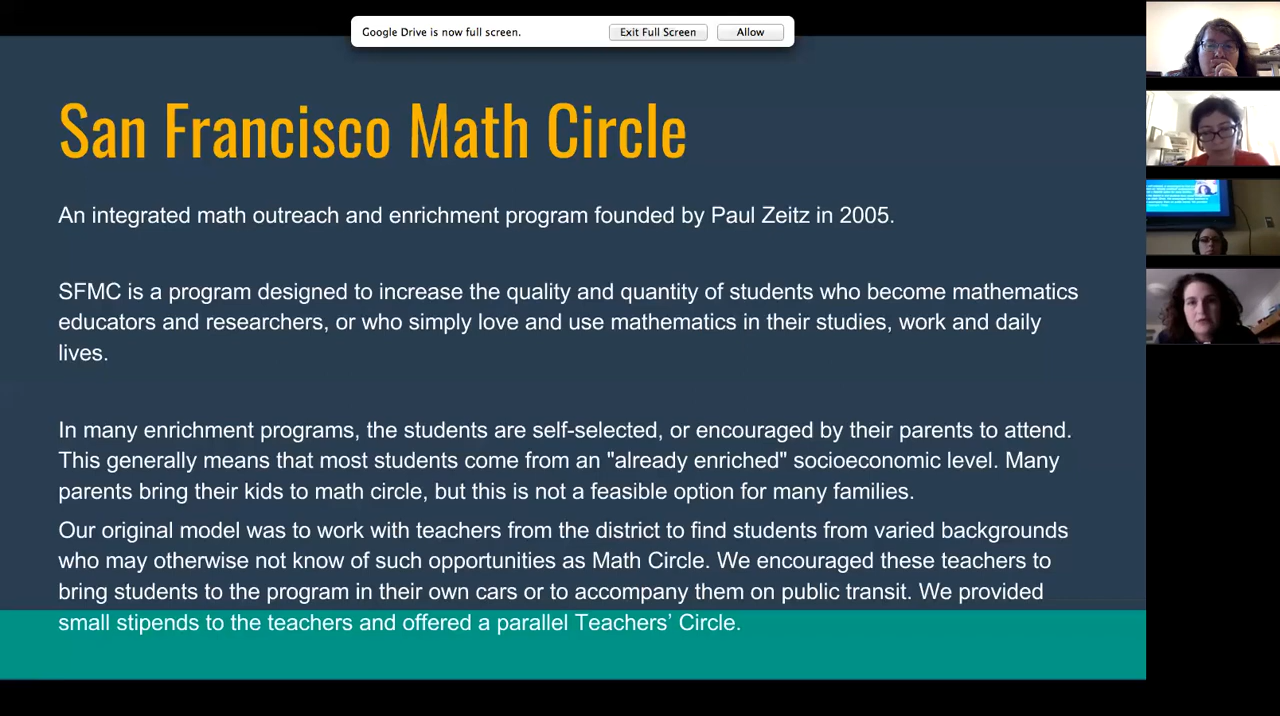 Google Drive is now full screen.
Exit Full Screen
Allow
San Francisco Math Circle
An integrated math outreach and enrichment program founded by Paul Zeitz in 2005.
SFMC is a program designed to increase the quality and quantity of students who become mathematics
educators and researchers, or who simply love and use mathematics in their studies, work and daily
lives.
In many enrichment programs, the students are self-selected, or encouraged by their parents to attend.
This generally means that most students come from an "already enriched" socioeconomic level. Many
parents bring their kids to math circle, but this is not a feasible option for many families.
Our original model was to work with teachers from the district to find students from varied backgrounds
who may otherwise not know of such opportunities as Math Circle. We encouraged these teachers to
bring students to the program in their own cars or to accompany them on public transit. We provided
small stipends to the teachers and offered a parallel Teachers’ Circle.